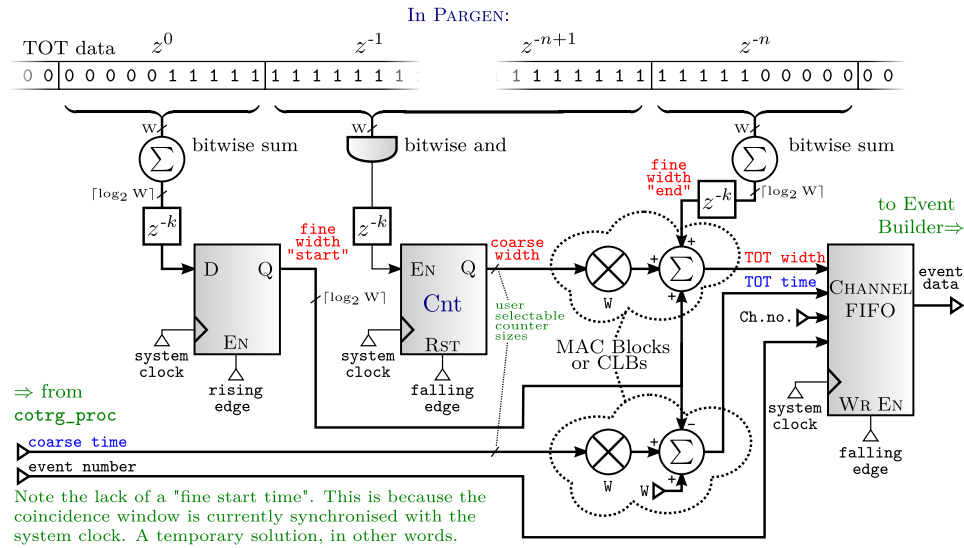 In PARGEN:
TOT data
z⁰
z⁻¹
z⁻ⁿ⁺¹
z⁻ⁿ
0 0 0 0 0 0 0 1 1 1 1 1 1 1 1 1 1 1 1
1 1 1 1 1 1 1 1 1 1 1 1 0 0 0 0 0 0 0
W
Σ
bitwise sum
W
bitwise and
W
Σ
bitwise sum
⌈log₂ W⌉
⌈log₂ W⌉
fine
width
"end"
z⁻ᵏ
z⁻ᵏ
z⁻ᵏ
to Event
Builder⇒
fine
width
"start"
coarse
width
D
Q
EN
⌈log₂ W⌉
EN
Q
Cnt
RST
W
+
+
Σ
+
TOT width
TOT time
Ch.no.
CHANNEL
FIFO
WR EN
event
data
user
selectable
counter
sizes
system
clock
rising
edge
system
clock
falling
edge
MAC Blocks
or CLBs
system
clock
falling
edge
⇒ from
cotrg_proc
coarse time
event number
W
+
−
Σ
+
W
Note the lack of a "fine start time". This is because the
coincidence window is currently synchronised with the
system clock. A temporary solution, in other words.